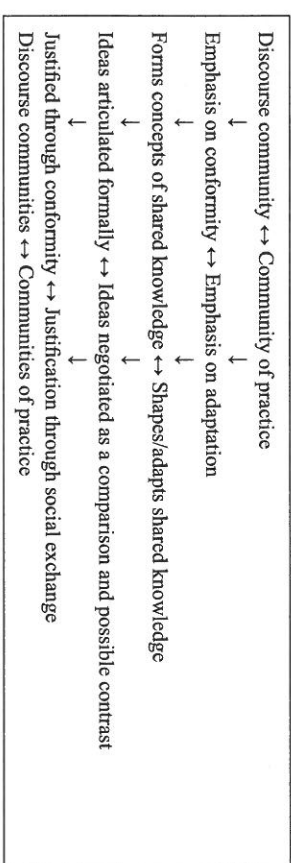 Discourse community ↔ Community of practice
↓ ↓
Emphasis on conformity ↔ Emphasis on adaptation
↓ ↓
Forms concepts of shared knowledge ↔ Shapes/adapts shared knowledge
↓ ↓
Ideas articulated formally ↔ Ideas negotiated as a comparison and possible contrast
↓ ↓
Justified through conformity ↔ Justification through social exchange
Discourse communities ↔ Communities of practice